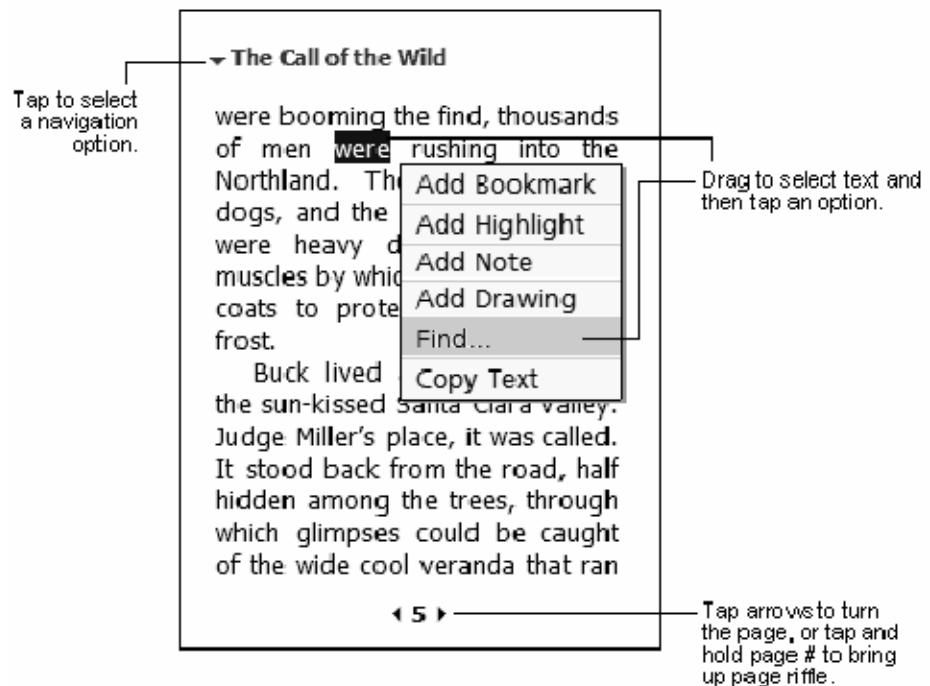 The Call of the Wild
Tap to select
a navigation
option.
were booming the find, thousands
of men were rushing into the
Northland. The
dogs, and the
were heavy d
muscles by whic
coats to prote
frost.
Buck lived
the sun-kissed Santa Clara Valley.
Judge Miller's place, it was called.
It stood back from the road, half
hidden among the trees, through
which glimpses could be caught
of the wide cool veranda that ran
Add Bookmark
Add Highlight
Add Note
Add Drawing
Find...
Copy Text
Drag to select text and
then tap an option.
5
Tap arrows to turn
the page, or tap and
hold page # to bring
up page riffle.